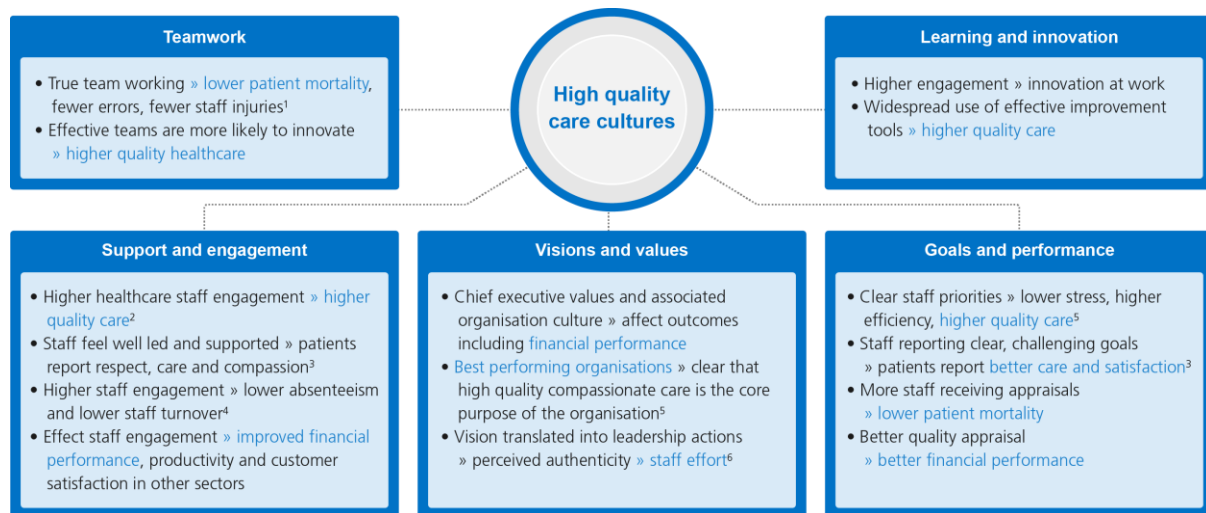 Teamwork
• True team working » lower patient mortality,
fewer errors, fewer staff injuries¹
• Effective teams are more likely to innovate
» higher quality healthcare
High quality
care cultures
Learning and innovation
• Higher engagement » innovation at work
• Widespread use of effective improvement
tools » higher quality care
Support and engagement
• Higher healthcare staff engagement » higher
quality care²
• Staff feel well led and supported » patients
report respect, care and compassion³
• Higher staff engagement » lower absenteeism
and lower staff turnover⁴
• Effect staff engagement » improved financial
performance, productivity and customer
satisfaction in other sectors
Visions and values
• Chief executive values and associated
organisation culture » affect outcomes
including financial performance
• Best performing organisations » clear that
high quality compassionate care is the core
purpose of the organisation⁵
• Vision translated into leadership actions
» perceived authenticity » staff effort⁶
Goals and performance
• Clear staff priorities » lower stress, higher
efficiency, higher quality care⁵
• Staff reporting clear, challenging goals
» patients report better care and satisfaction³
• More staff receiving appraisals
» lower patient mortality
• Better quality appraisal
» better financial performance